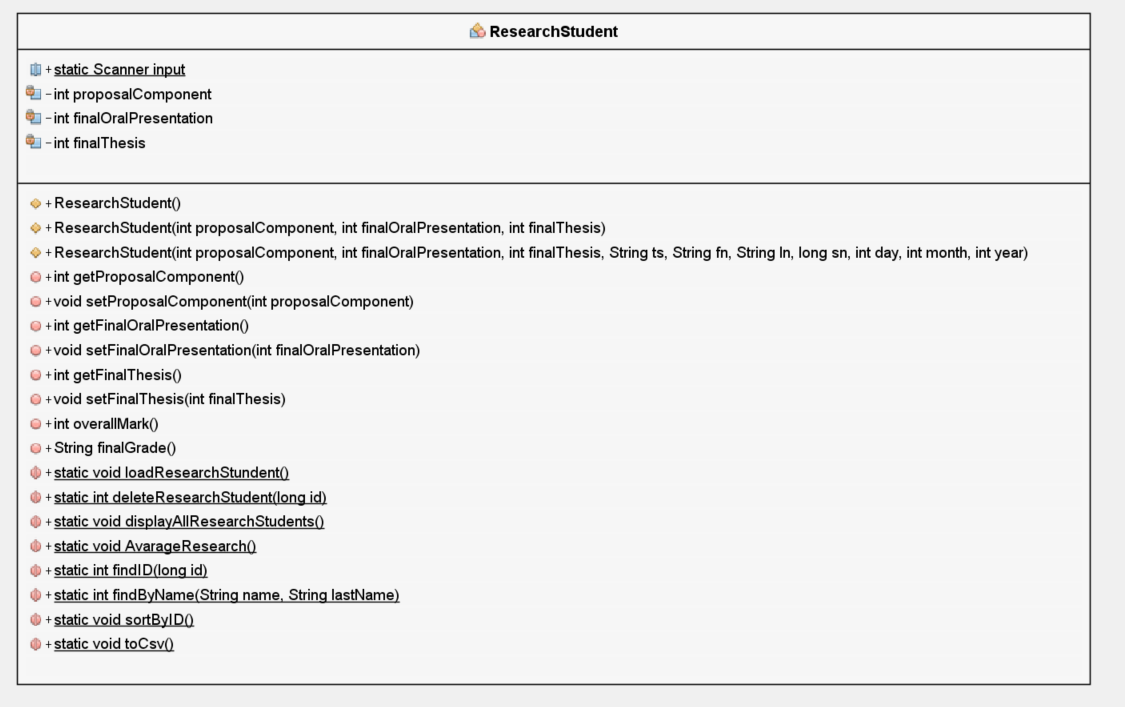 ResearchStudent
+ static Scanner input
- int proposalComponent
- int finalOralPresentation
- int finalThesis
+ ResearchStudent()
+ ResearchStudent(int proposalComponent, int finalOralPresentation, int finalThesis)
+ ResearchStudent(int proposalComponent, int finalOralPresentation, int finalThesis, String ts, String fn, String ln, long sn, int day, int month, int year)
+ int getProposalComponent()
+ void setProposalComponent(int proposalComponent)
+ int getFinalOralPresentation()
+ void setFinalOralPresentation(int finalOralPresentation)
+ int getFinalThesis()
+ void setFinalThesis(int finalThesis)
+ int overallMark()
+ String finalGrade()
+ static void loadResearchStundent()
+ static int deleteResearchStudent(long id)
+ static void displayAllResearchStudents()
+ static void AvarageResearch()
+ static int findID(long id)
+ static int findByName(String name, String lastName)
+ static void sortByID()
+ static void toCsv()